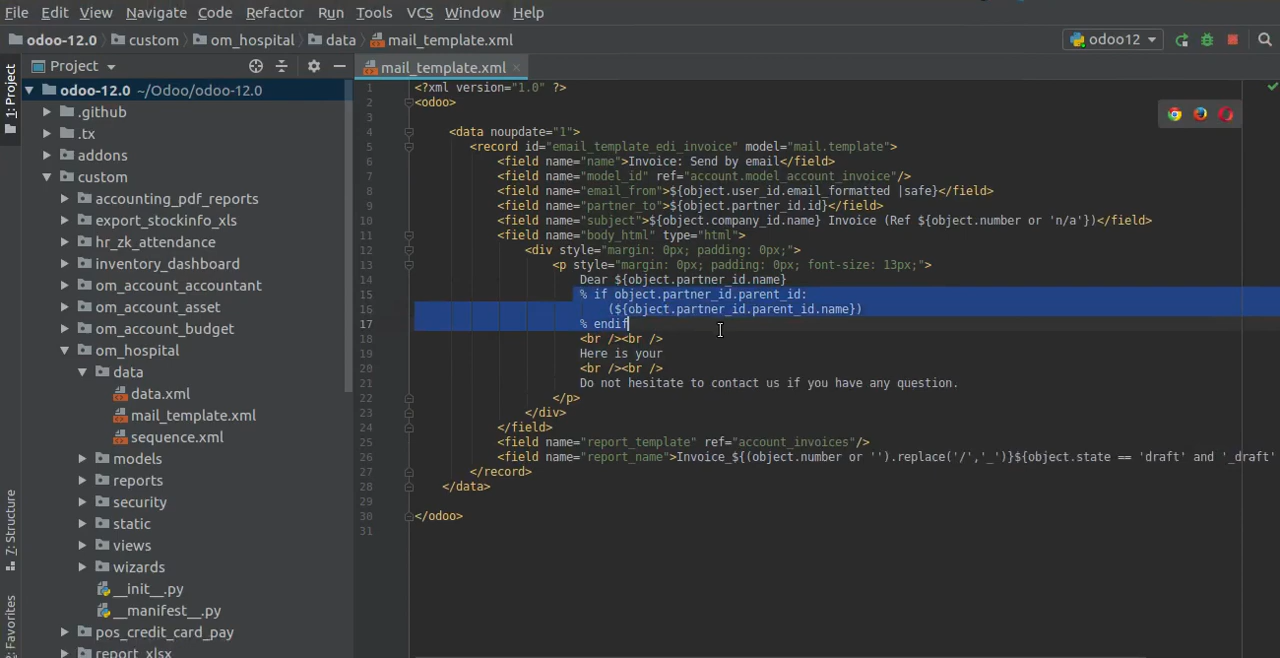 File Edit View Navigate Code Refactor Run Tools VCS Window Help
odoo-12.0 custom om_hospital data mail_template.xml odoo12
1: Project
Project
mail_template.xml
odoo-12.0 ~/Odoo/odoo-12.0
.github
.tx
addons
custom
accounting_pdf_reports
export_stockinfo_xls
hr_zk_attendance
inventory_dashboard
om_account_accountant
om_account_asset
om_account_budget
om_hospital
data
data.xml
mail_template.xml
sequence.xml
models
reports
security
static
views
wizards
__init__.py
__manifest__.py
pos_credit_card_pay
report_xlsx
7: Structure
2: Favorites
1 <?xml version="1.0" ?>
2 <odoo>
3
4 <data noupdate="1">
5 <record id="email_template_edi_invoice" model="mail.template">
6 <field name="name">Invoice: Send by email</field>
7 <field name="model_id" ref="account.model_account_invoice"/>
8 <field name="email_from">${object.user_id.email_formatted |safe}</field>
9 <field name="partner_to">${object.partner_id.id}</field>
10 <field name="subject">${object.company_id.name} Invoice (Ref ${object.number or 'n/a'})</field>
11 <field name="body_html" type="html">
12 <div style="margin: 0px; padding: 0px;">
13 <p style="margin: 0px; padding: 0px; font-size: 13px;">
14 Dear ${object.partner_id.name}
15 % if object.partner_id.parent_id:
16 (${object.partner_id.parent_id.name})
17 % endif
18 <br /><br />
19 Here is your
20 <br /><br />
21 Do not hesitate to contact us if you have any question.
22 </p>
23 </div>
24 </field>
25 <field name="report_template" ref="account_invoices"/>
26 <field name="report_name">Invoice_${(object.number or '').replace('/','_')}${object.state == 'draft' and '_draft'
27 </record>
28 </data>
29
30 </odoo>
31